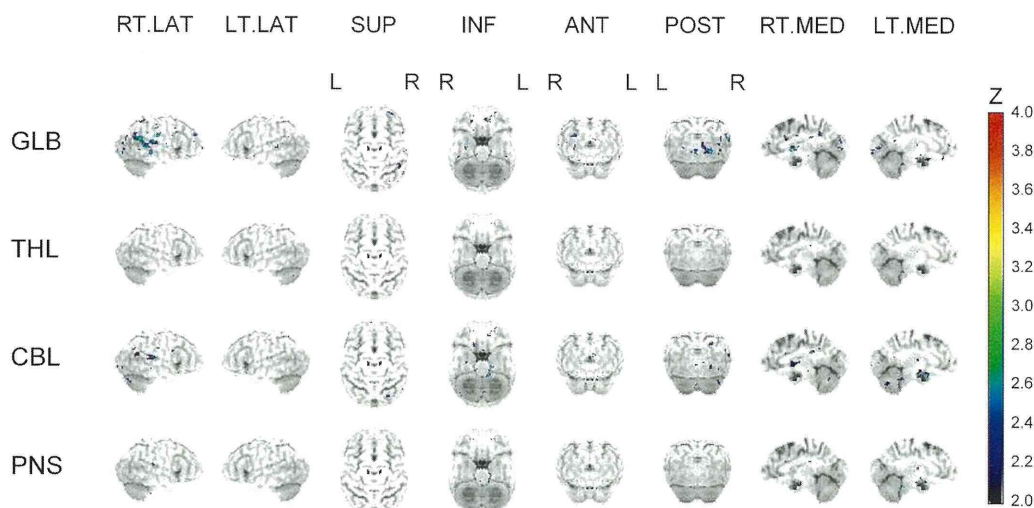 RT.LAT LT.LAT SUP INF ANT POST RT.MED LT.MED
L R R L R L L R
Z
GLB
THL
CBL
PNS
4.0
3.8
3.6
3.4
3.2
3.0
2.8
2.6
2.4
2.2
2.0